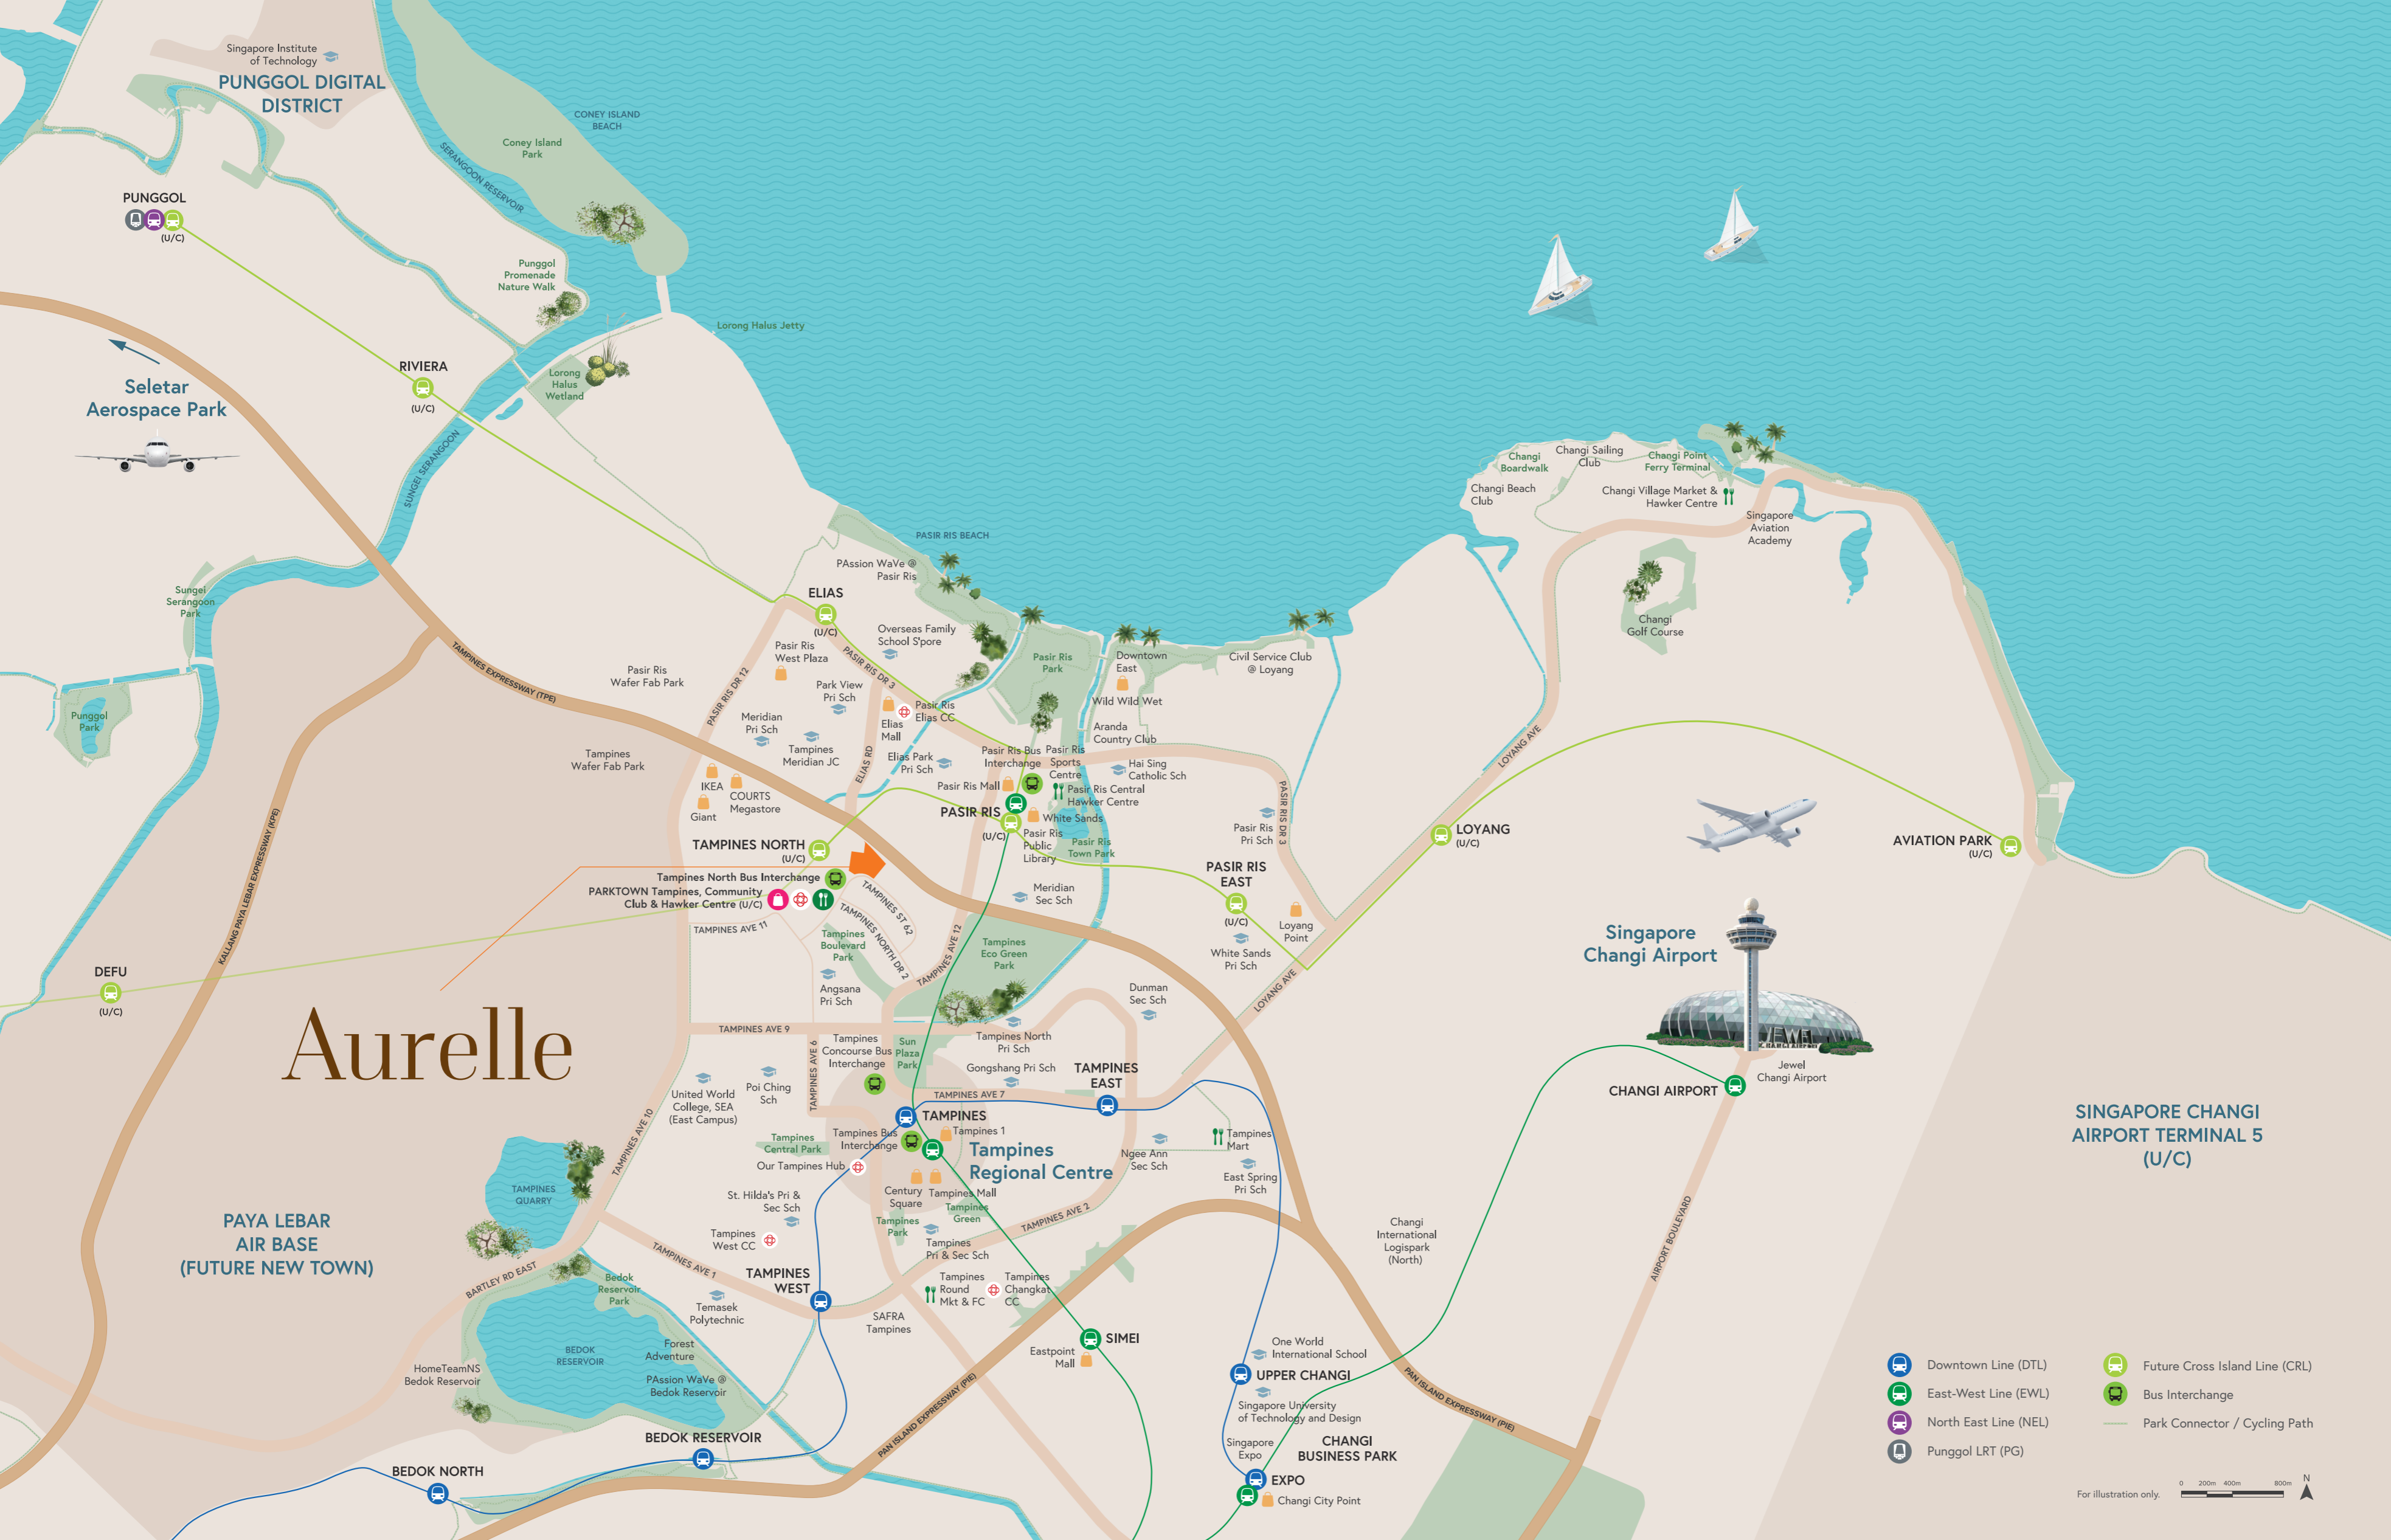 Singapore Institute
of Technology
PUNGGOL DIGITAL
DISTRICT
CONEY ISLAND
BEACH
Coney Island
Park
SERANGOON RESERVOIR
PUNGGOL
(U/C)
Punggol
Promenade
Nature Walk
Lorong Halus Jetty
RIVIERA
(U/C)
Lorong
Halus
Wetland
Seletar
Aerospace Park
SUNGEI SERANGOON
Changi
Boardwalk
Changi Sailing
Club
Changi Point
Ferry Terminal
Changi Beach
Club
Changi Village Market &
Hawker Centre
Singapore
Aviation
Academy
Changi
Golf Course
PASIR RIS BEACH
PAssion WaVe @
Pasir Ris
Sungei
Serangoon
Park
ELIAS
(U/C)
Overseas Family
School S'pore
TAMPINES EXPRESSWAY (TPE)
Pasir Ris
Wafer Fab Park
Pasir Ris
West Plaza
PASIR RIS DR 3
Pasir Ris
Park
Downtown
East
Civil Service Club
@ Loyang
PASIR RIS DR 12
Park View
Pri Sch
Wild Wild Wet
Punggol
Park
Meridian
Pri Sch
Elias
Mall
Pasir Ris
Elias CC
Aranda
Country Club
Tampines
Wafer Fab Park
Tampines
Meridian JC
ELIAS RD
Elias Park
Pri Sch
Pasir Ris Bus
Interchange
Pasir Ris
Sports
Centre
Hai Sing
Catholic Sch
LOYANG AVE
IKEA
COURTS
Megastore
Giant
Pasir Ris Mall
Pasir Ris Central
Hawker Centre
PASIR RIS
(U/C)
White Sands
Pasir Ris
Public
Library
Pasir Ris
Town Park
Pasir Ris
Pri Sch
PASIR RIS DR 3
LOYANG
(U/C)
AVIATION PARK
(U/C)
KALLANG PAYA LEBAR EXPRESSWAY (KPE)
TAMPINES NORTH
(U/C)
PASIR RIS
EAST
(U/C)
Tampines North Bus Interchange
PARKTOWN Tampines, Community
Club & Hawker Centre (U/C)
TAMPINES ST 62
TAMPINES NORTH DR 2
Meridian
Sec Sch
Loyang
Point
TAMPINES AVE 11
Tampines
Boulevard
Park
TAMPINES AVE 12
Tampines
Eco Green
Park
White Sands
Pri Sch
Singapore
Changi Airport
DEFU
(U/C)
Angsana
Pri Sch
Dunman
Sec Sch
LOYANG AVE
Aurelle
TAMPINES AVE 9
Tampines
Concourse Bus
Interchange
Sun
Plaza
Park
Tampines North
Pri Sch
TAMPINES AVE 6
Gongshang Pri Sch
TAMPINES
EAST
JEWEL
CHANGI AIRPORT
Jewel
Changi Airport
CHANGI AIRPORT
United World
College, SEA
(East Campus)
Poi Ching
Sch
TAMPINES AVE 7
TAMPINES AVE 10
TAMPINES
Tampines Bus
Interchange
Tampines 1
Tampines
Central Park
Our Tampines Hub
Tampines
Regional Centre
Ngee Ann
Sec Sch
Tampines
Mart
East Spring
Pri Sch
SINGAPORE CHANGI
AIRPORT TERMINAL 5
(U/C)
TAMPINES
QUARRY
St. Hilda's Pri &
Sec Sch
Century
Square
Tampines Mall
Tampines
Green
Tampines
Park
TAMPINES AVE 2
PAYA LEBAR
AIR BASE
(FUTURE NEW TOWN)
Tampines
West CC
Tampines
Pri & Sec Sch
Changi
International
Logispark
(North)
AIRPORT BOULEVARD
TAMPINES AVE 1
BARTLEY RD EAST
Bedok
Reservoir
Park
TAMPINES
WEST
Tampines
Round
Mkt & FC
Tampines
Changkat
CC
Temasek
Polytechnic
SAFRA
Tampines
SIMEI
Eastpoint
Mall
BEDOK
RESERVOIR
Forest
Adventure
HomeTeamNS
Bedok Reservoir
PAssion WaVe @
Bedok Reservoir
One World
International School
UPPER CHANGI
PAN ISLAND EXPRESSWAY (PIE)
PAN ISLAND EXPRESSWAY (PIE)
Singapore University
of Technology and Design
Singapore
Expo
CHANGI
BUSINESS PARK
BEDOK RESERVOIR
BEDOK NORTH
EXPO
Changi City Point
Downtown Line (DTL)
East-West Line (EWL)
North East Line (NEL)
Punggol LRT (PG)
Future Cross Island Line (CRL)
Bus Interchange
Park Connector / Cycling Path
For illustration only.
0 200m 400m 800m
N